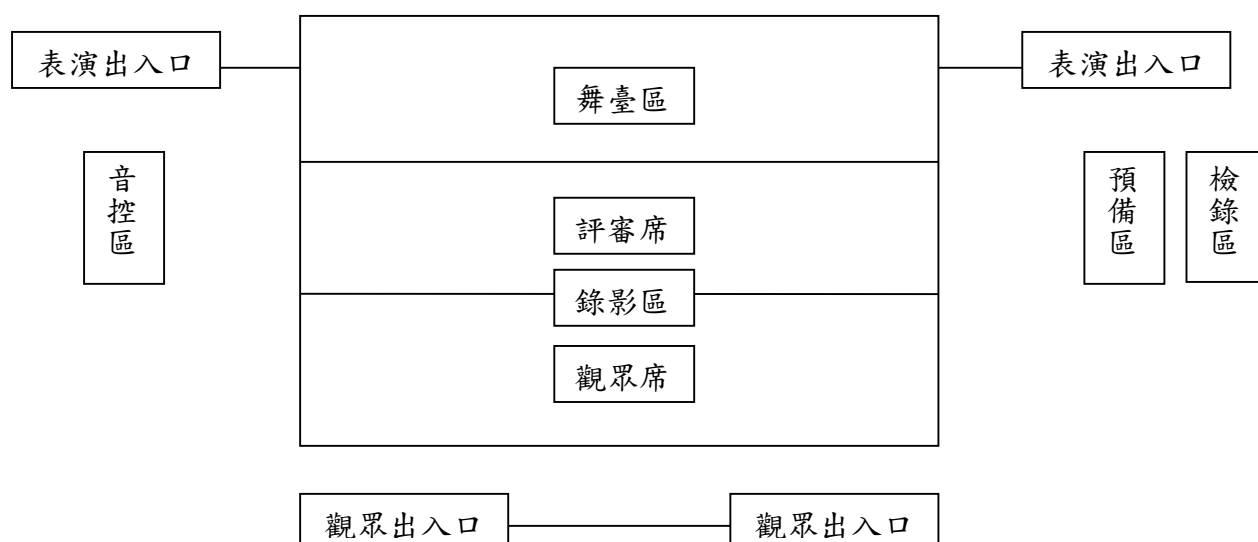 表演出入口
表演出入口
舞臺區
音控區
預備區
檢錄區
評審席
錄影區
觀眾席
觀眾出入口
觀眾出入口